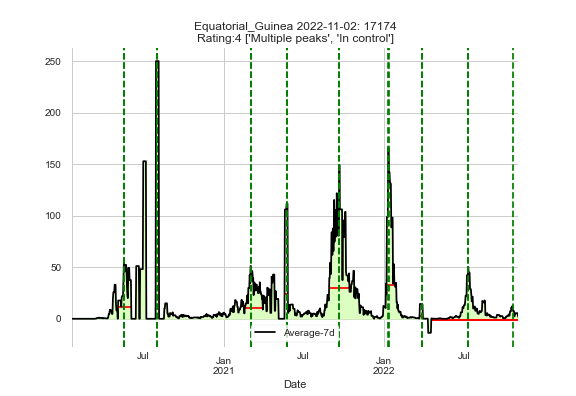 Equatorial_Guinea 2022-11-02: 17174
Rating:4 ['Multiple peaks', 'In control']
250
200
150
100
50
0
Average-7d
Jul
Jan
2021
Jul
Jan
2022
Jul
Date